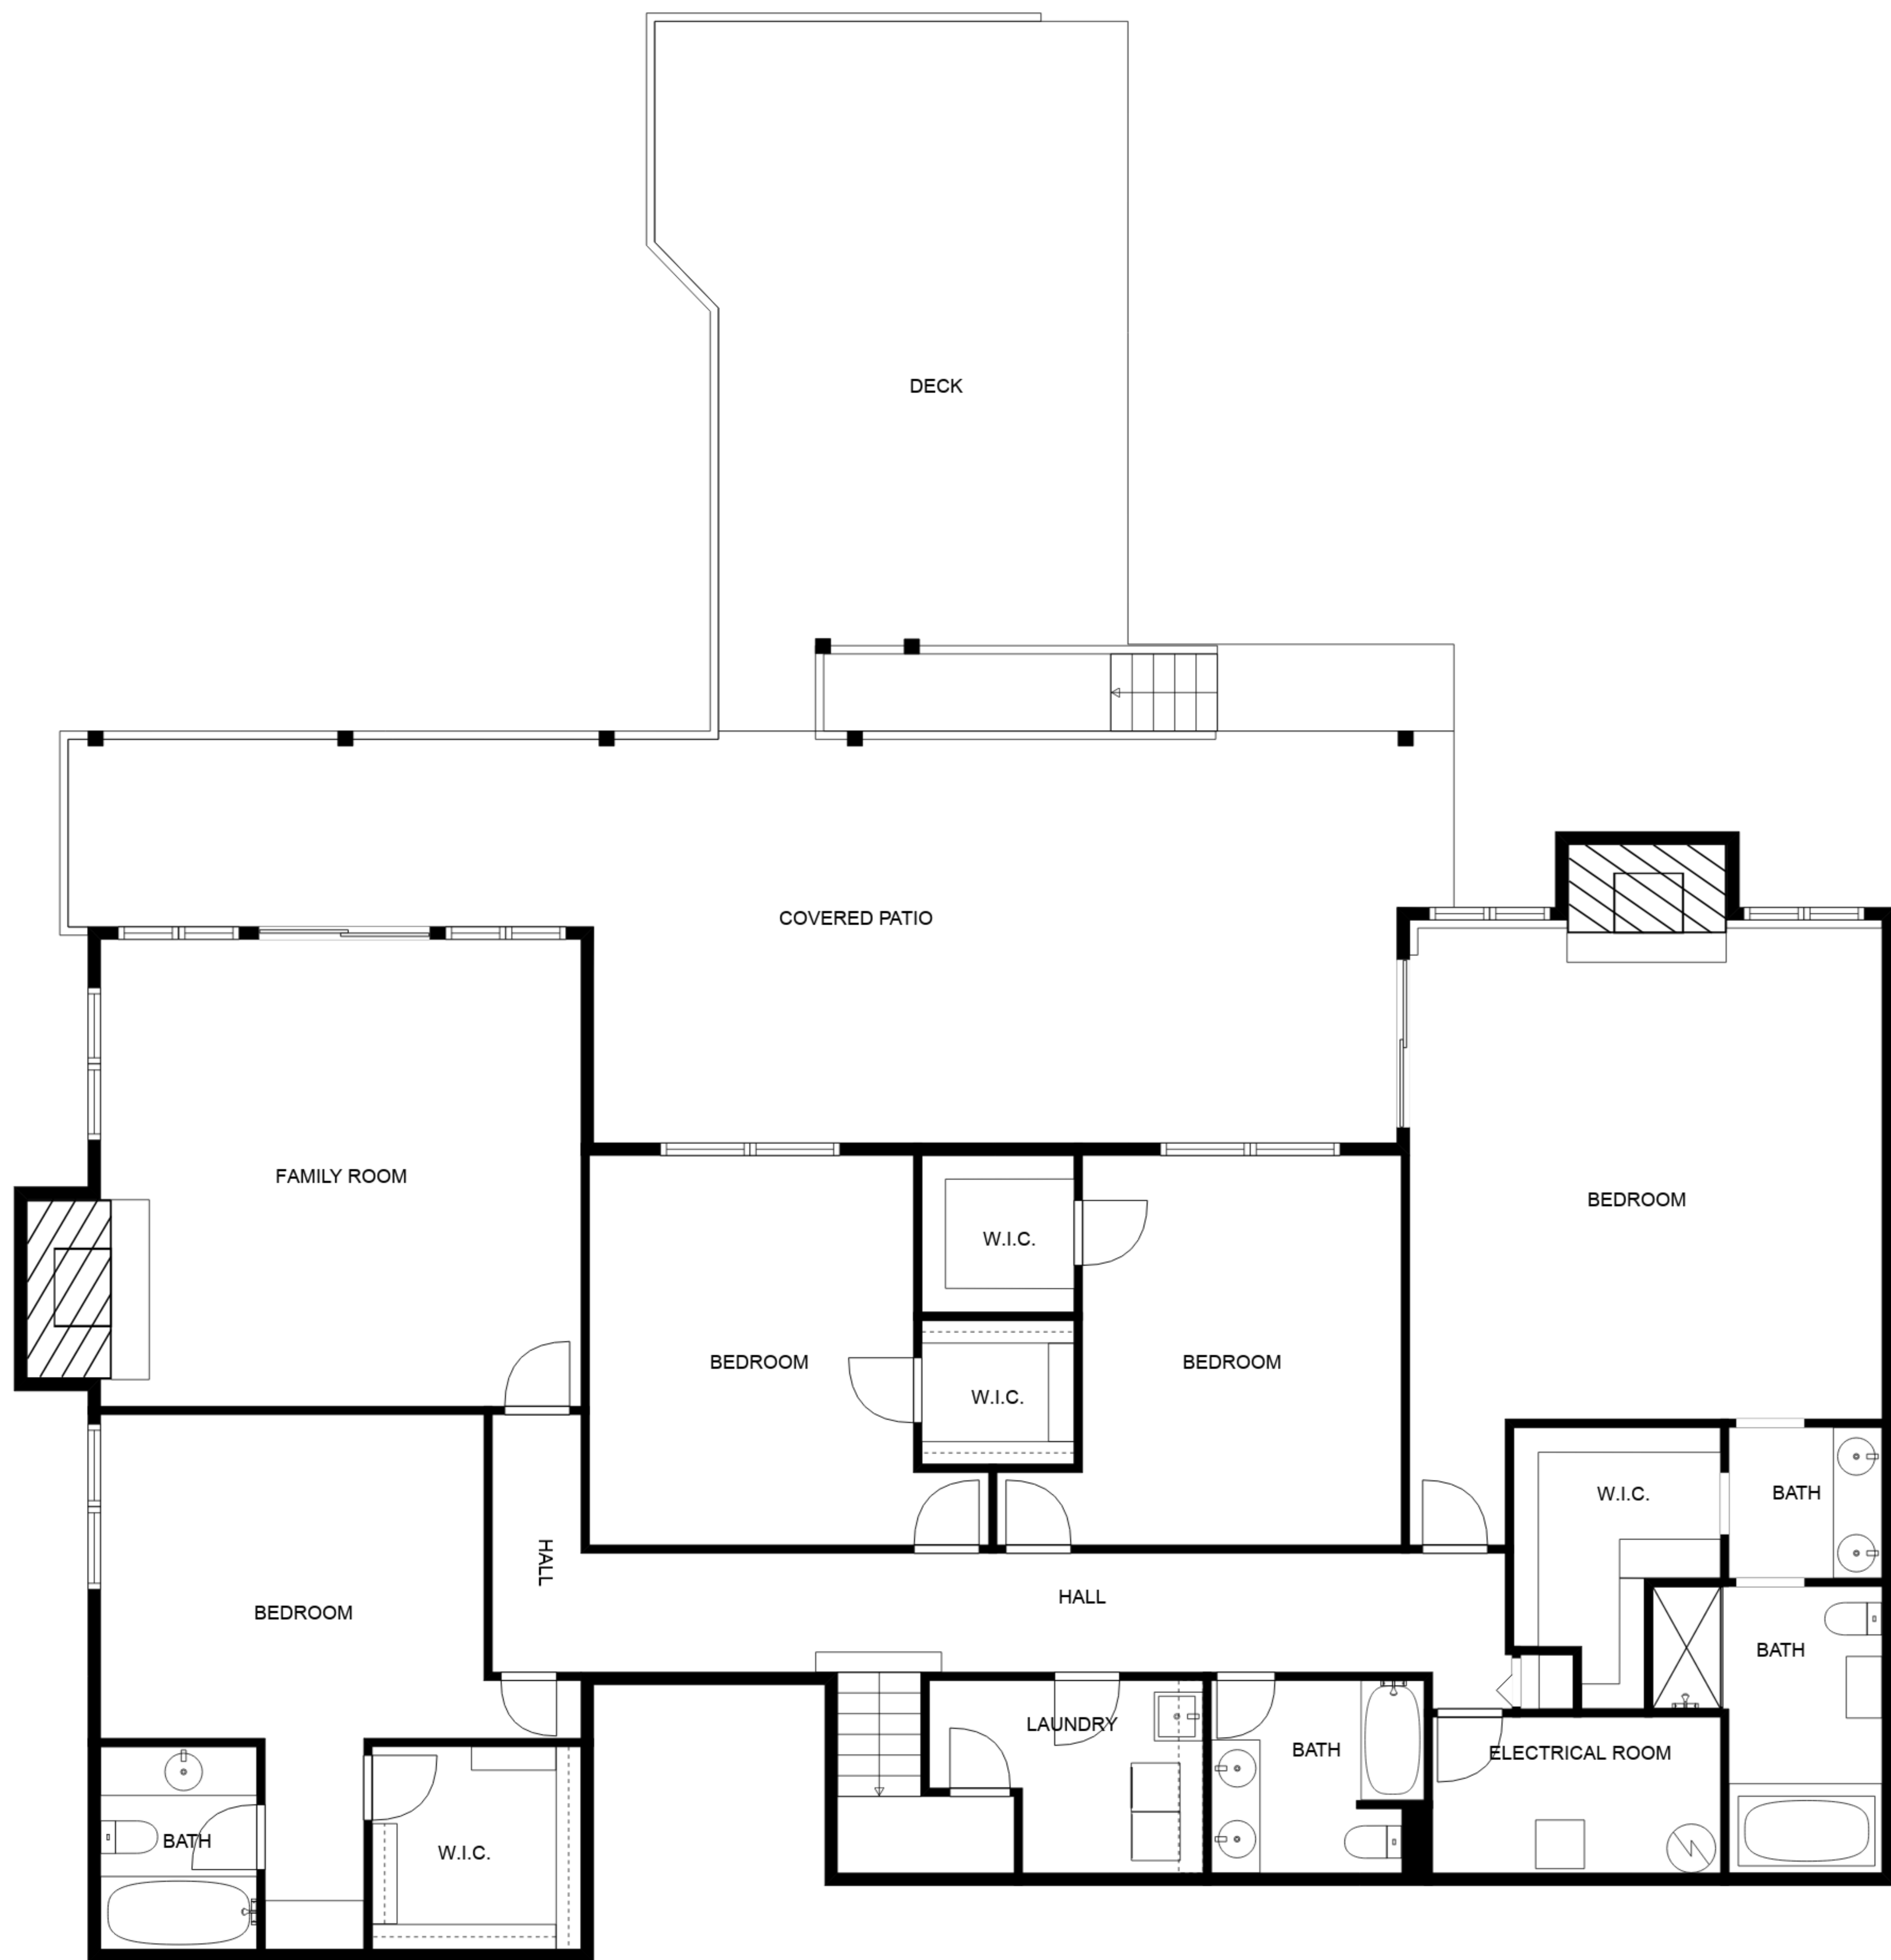 DECK
COVERED PATIO
FAMILY ROOM
BEDROOM
W.I.C.
BEDROOM
BEDROOM
W.I.C.
BATH
W.I.C.
HALL
HALL
BEDROOM
BATH
LAUNDRY
BATH
ELECTRICAL ROOM
BATH
W.I.C.